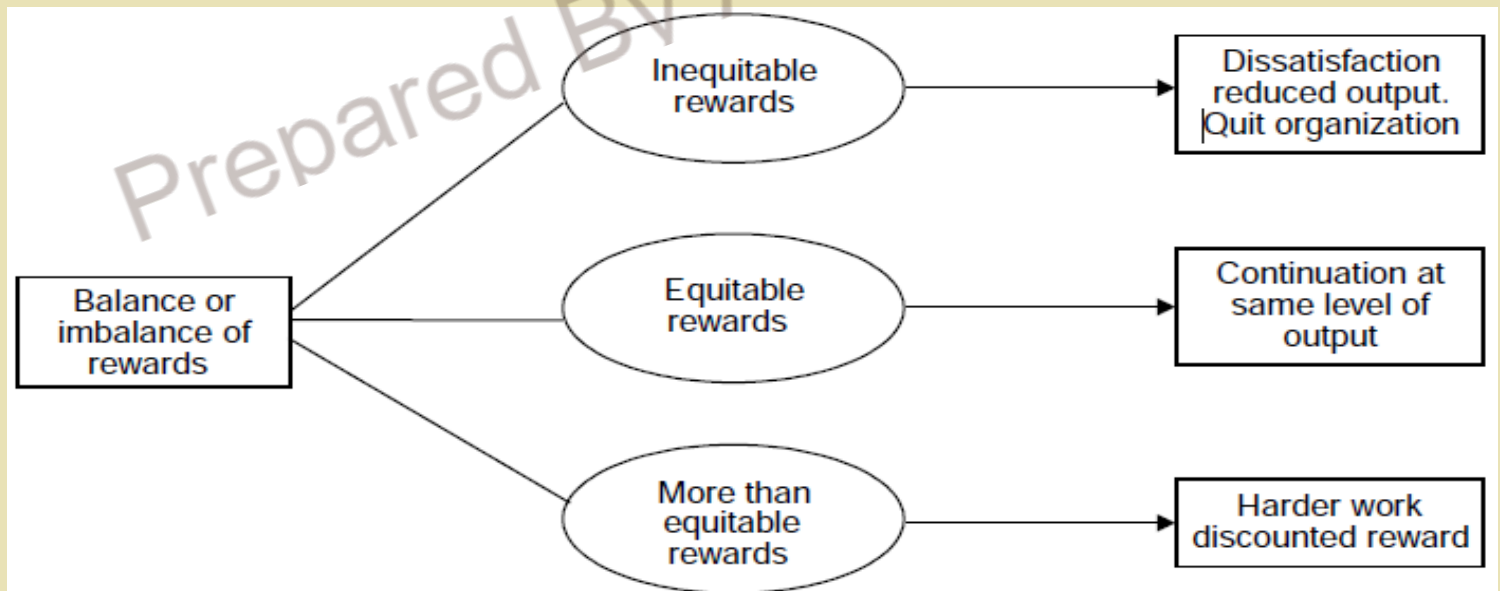 Prepared By
Inequitable
rewards
Dissatisfaction
reduced output.
Quit organization
Balance or
imbalance of
rewards
Equitable
rewards
Continuation at
same level of
output
More than
equitable
rewards
Harder work
discounted reward